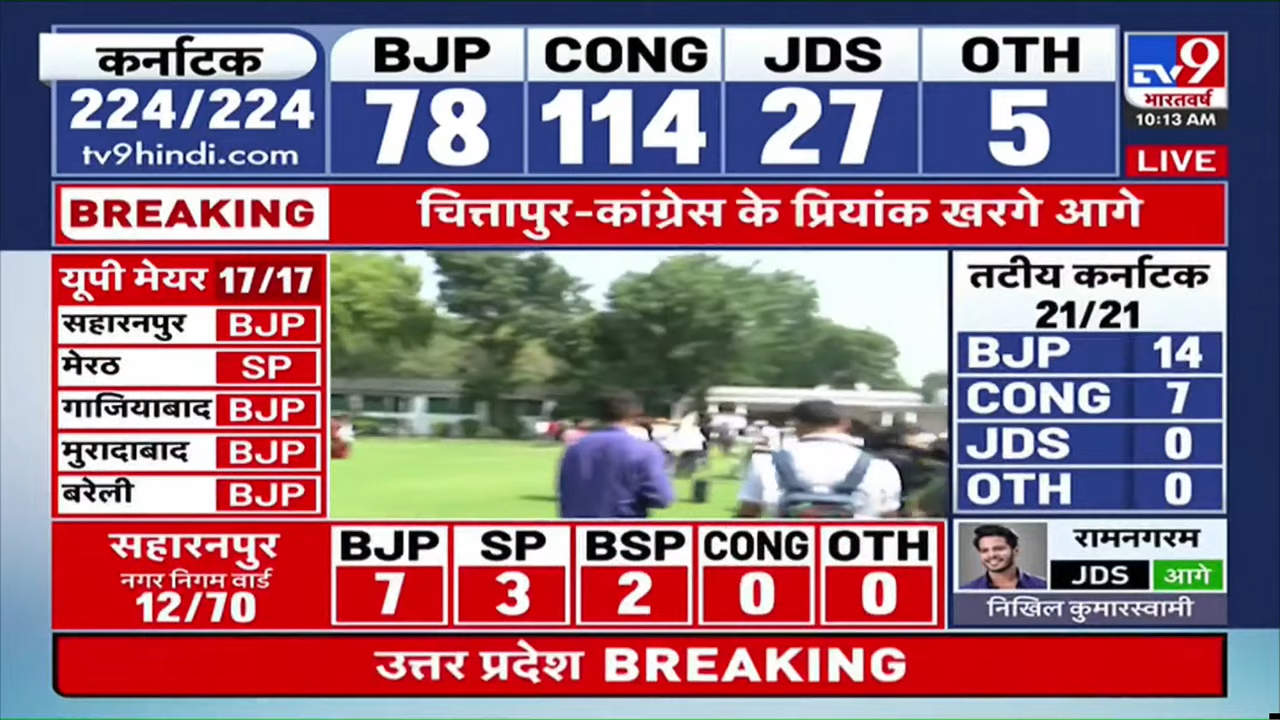 कर्नाटक
224/224
tv9hindi.com
BJP CONG JDS OTH
78 114 27 5
TV9
भारतवर्ष
10:13 AM
LIVE
BREAKING चित्तापुर-कांग्रेस के प्रियांक खरगे आगे
यूपी मेयर 17/17
सहारनपुर BJP
मेरठ SP
गाजियाबाद BJP
मुरादाबाद BJP
बरेली BJP
तटीय कर्नाटक
21/21
BJP 14
CONG 7
JDS 0
OTH 0
सहारनपुर
नगर निगम वार्ड
12/70
BJP SP BSP CONG OTH
7 3 2 0 0
रामनगरम
JDS आगे
निखिल कुमारस्वामी
उत्तर प्रदेश BREAKING